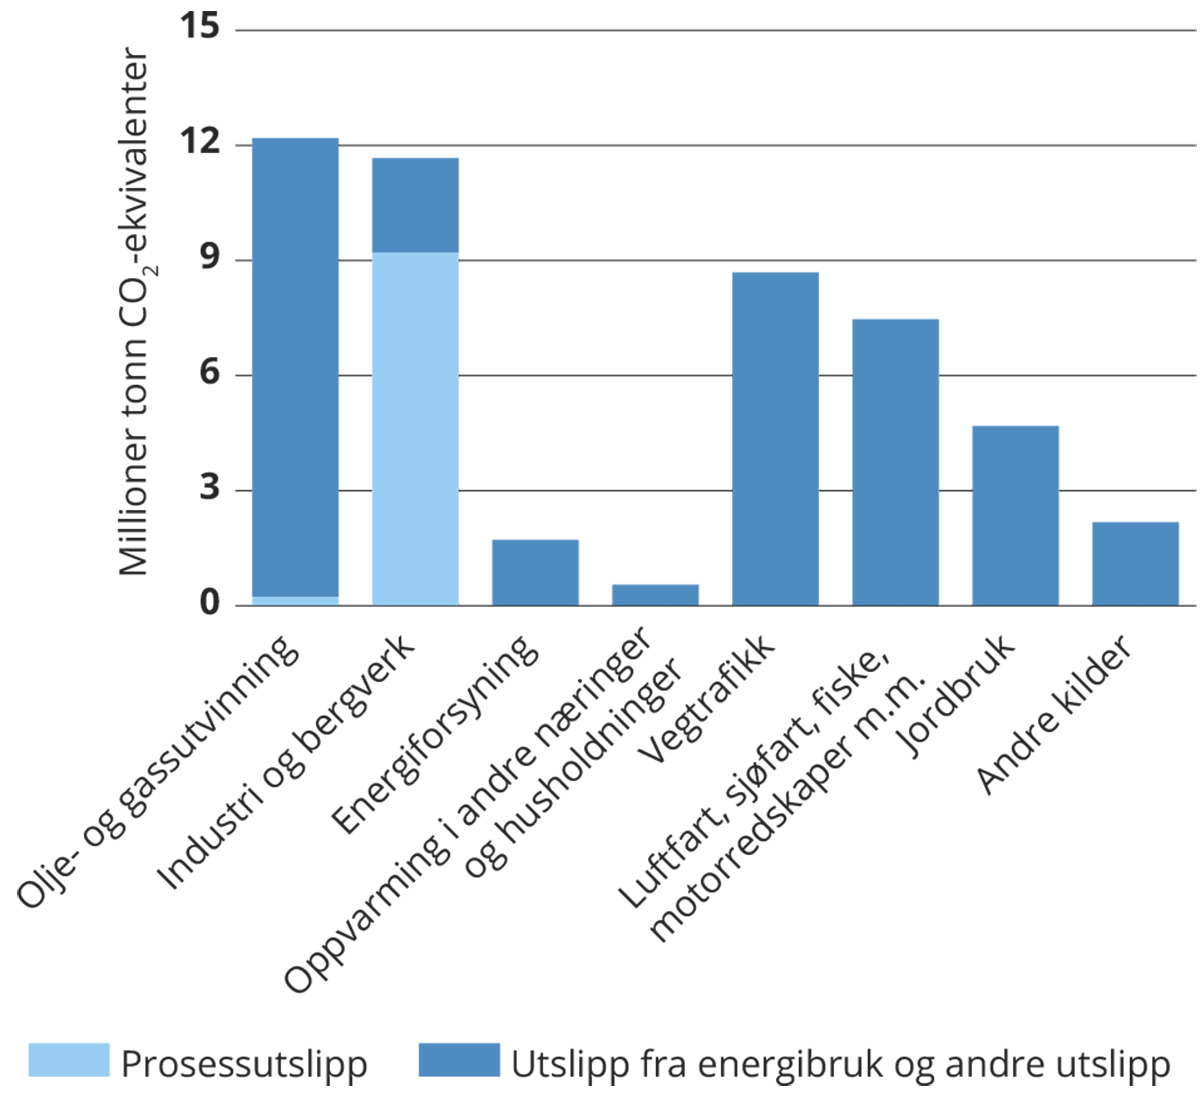 Millioner tonn CO₂-ekvivalenter
15
12
9
6
3
0
Olje- og gassutvinning
Industri og bergverk
Energiforsyning
Oppvarming i andre næringer
og husholdninger
Vegtrafikk
Luftfart, sjøfart, fiske,
motorredskaper m.m.
Jordbruk
Andre kilder
Prosessutslipp
Utslipp fra energibruk og andre utslipp